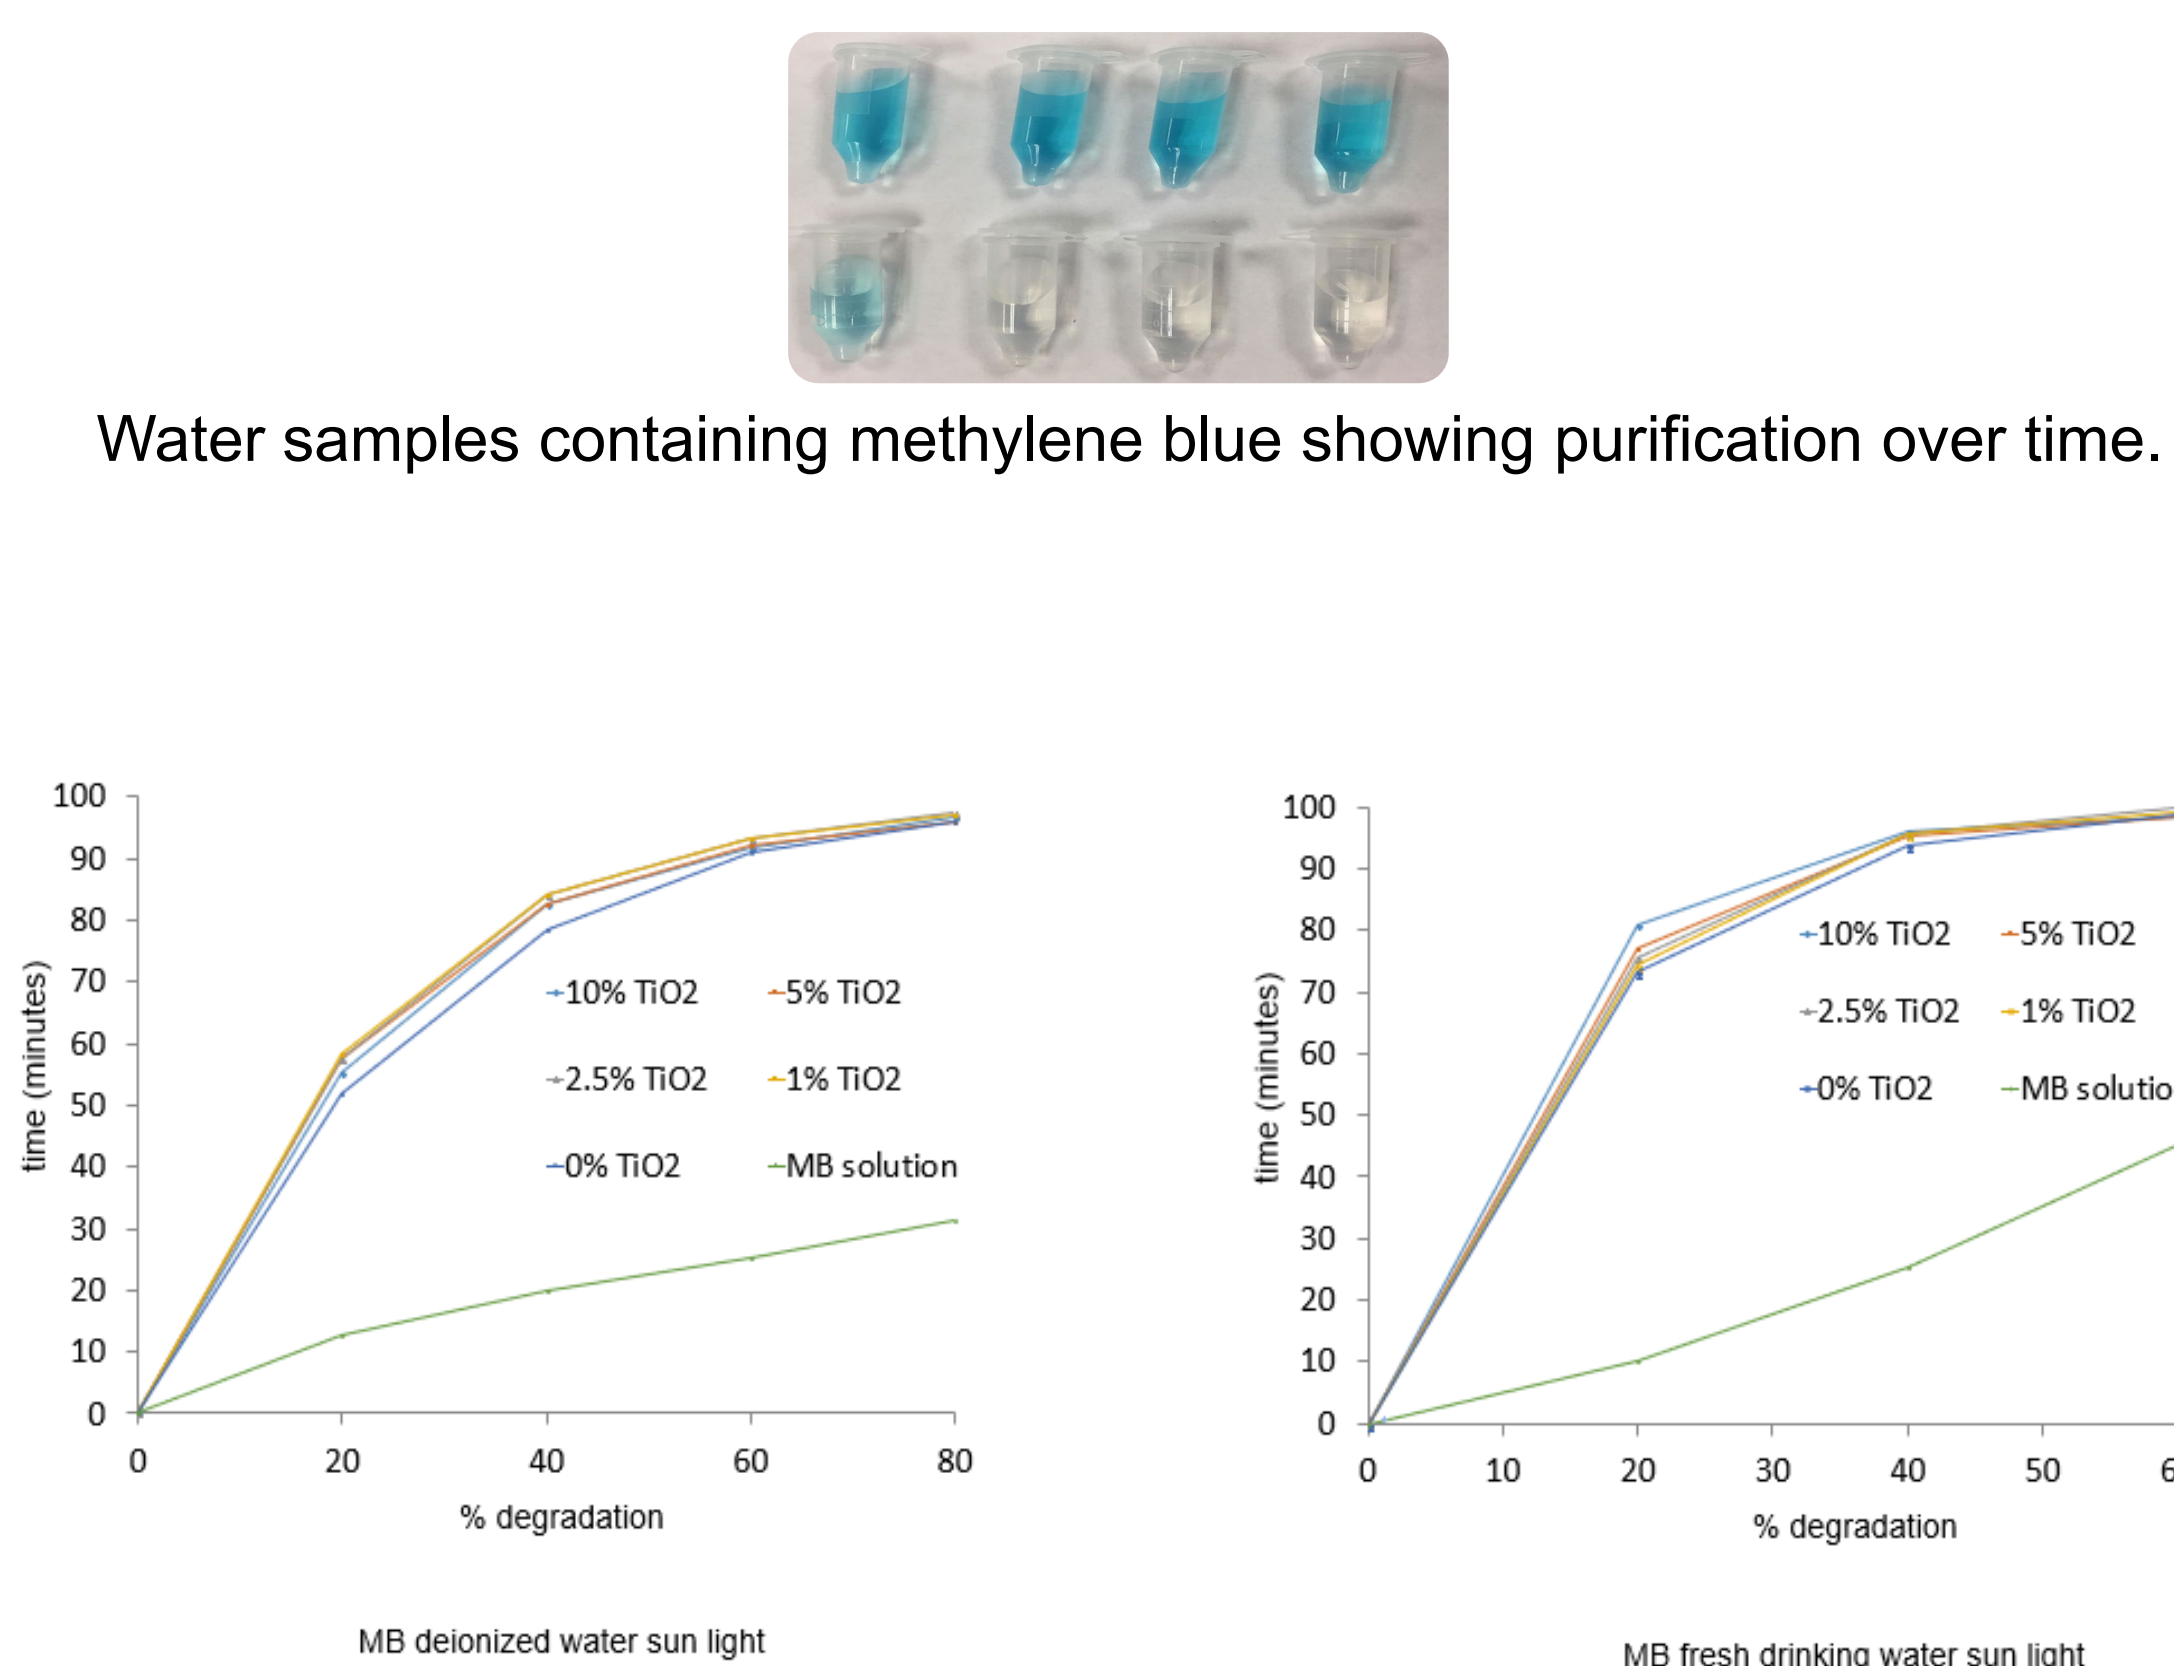 Water samples containing methylene blue showing purification over time.
100
90
80
70
60
50
40
30
20
10
0
time (minutes)
10% TiO2 5% TiO2
2.5% TiO2 1% TiO2
0% TiO2 MB solution
0 20 40 60 80
% degradation
MB deionized water sun light
100
90
80
70
60
50
40
30
20
10
0
time (minutes)
10% TiO2 5% TiO2
2.5% TiO2 1% TiO2
0% TiO2 MB solutio
0 10 20 30 40 50 6
% degradation
MB fresh drinking water sun light